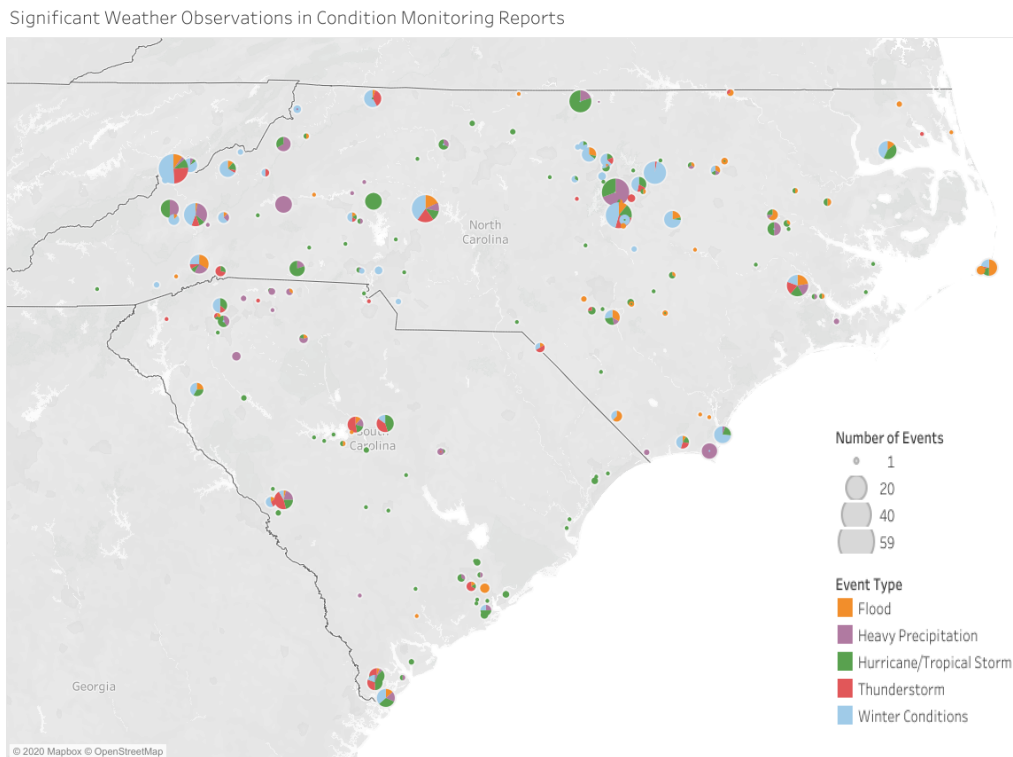 Significant Weather Observations in Condition Monitoring Reports
North
Carolina
South
Carolina
Georgia
Number of Events
1
20
40
59
Event Type
Flood
Heavy Precipitation
Hurricane/Tropical Storm
Thunderstorm
Winter Conditions
© 2020 Mapbox © OpenStreetMap